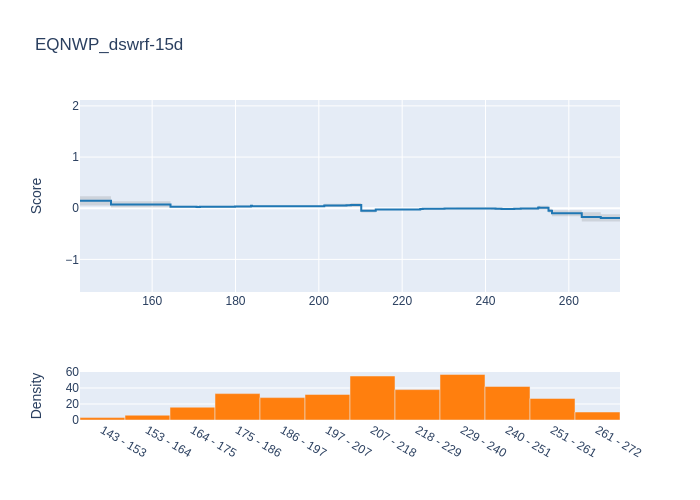 EQNWP_dswrf-15d
Score
2
1
0
−1
160 180 200 220 240 260
Density
60
40
20
0
143 - 153
153 - 164
164 - 175
175 - 186
186 - 197
197 - 207
207 - 218
218 - 229
229 - 240
240 - 251
251 - 261
261 - 272